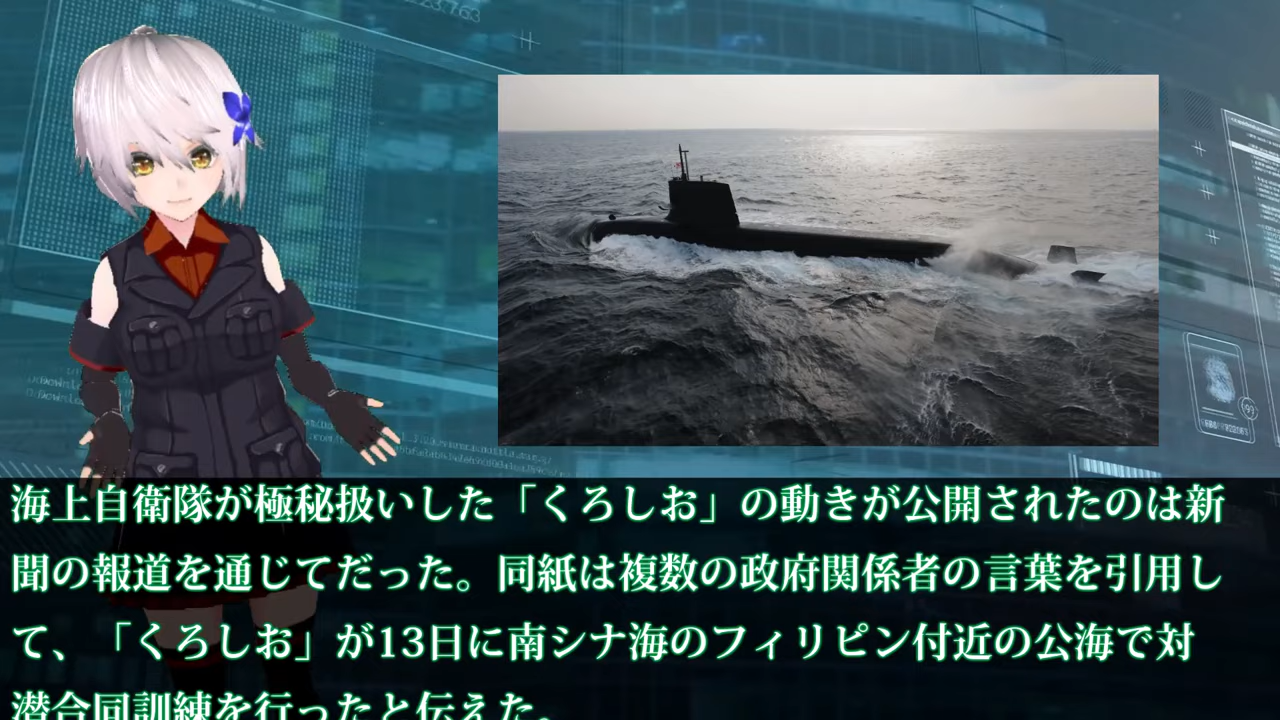 海上自衛隊が極秘扱いした「くろしお」の動きが公開されたのは新
聞の報道を通じてだった。同紙は複数の政府関係者の言葉を引用し
て、「くろしお」が13日に南シナ海のフィリピン付近の公海で対
潜合同訓練を行ったと伝えた。